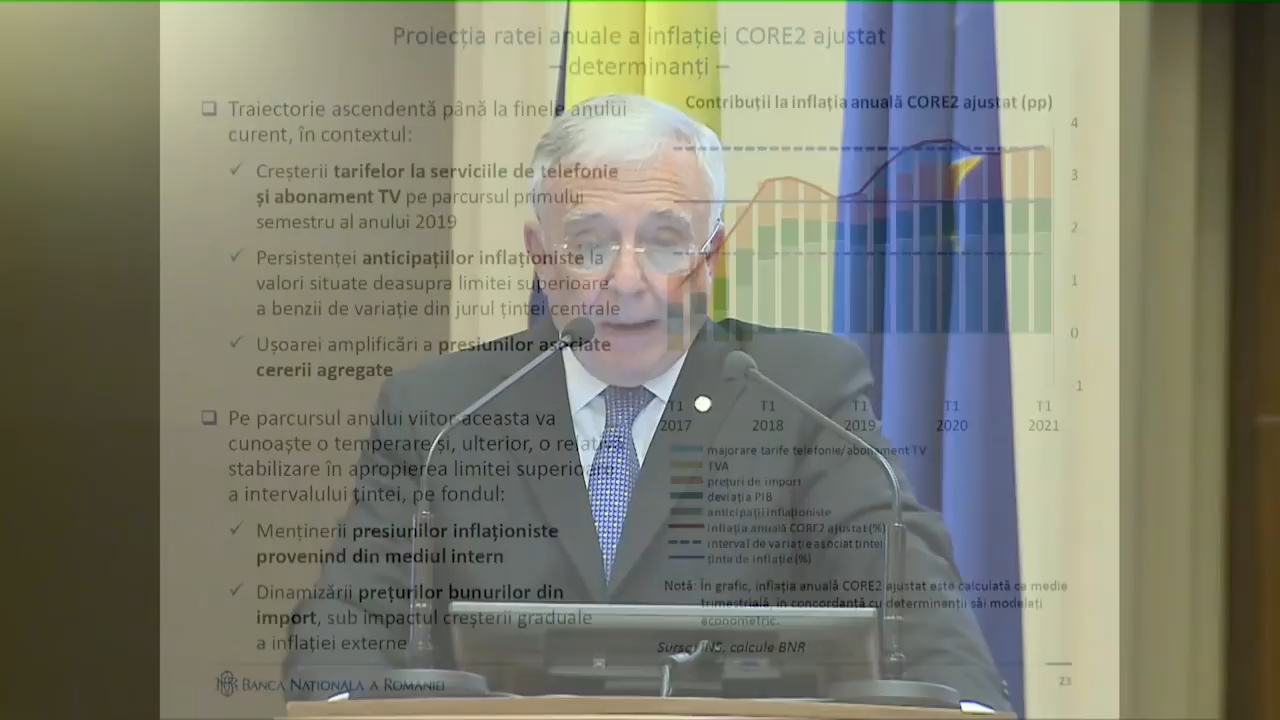 Proiecția ratei anuale a inflației CORE2 ajustat
– determinanți –
Traiectorie ascendentă până la finele anului
curent, în contextul:
Creșterii tarifelor la serviciile de telefonie
și abonament TV pe parcursul primului
semestru al anului 2019
Persistenței anticipațiilor inflaționiste la
valori situate deasupra limitei superioare
a benzii de variație din jurul țintei centrale
Ușoarei amplificări a presiunilor asociate
cererii agregate
Pe parcursul anului viitor aceasta va
cunoaște o temperare și, ulterior, o relativă
stabilizare în apropierea limitei superioare
a intervalului țintei, pe fondul:
Menținerii presiunilor inflaționiste
provenind din mediul intern
Dinamizării prețurilor bunurilor din
import, sub impactul creșterii graduale
a inflației externe
Contribuții la inflația anuală CORE2 ajustat (pp)
4
3
2
1
0
1
T1 T1 T1 T1 T1
2017 2018 2019 2020 2021
majorare tarife telefonie/abonament TV
TVA
prețuri de import
deviația PIB
anticipații inflaționiste
inflația anuală CORE2 ajustat (%)
interval de variație asociat țintei
ținta de inflație (%)
Notă: În grafic, inflația anuală CORE2 ajustat este calculată ca medie
trimestrială, în concordanță cu determinanții săi modelați
econometric.
Sursa: INS, calcule BNR
BANCA NAȚIONALĂ A ROMÂNIEI
23